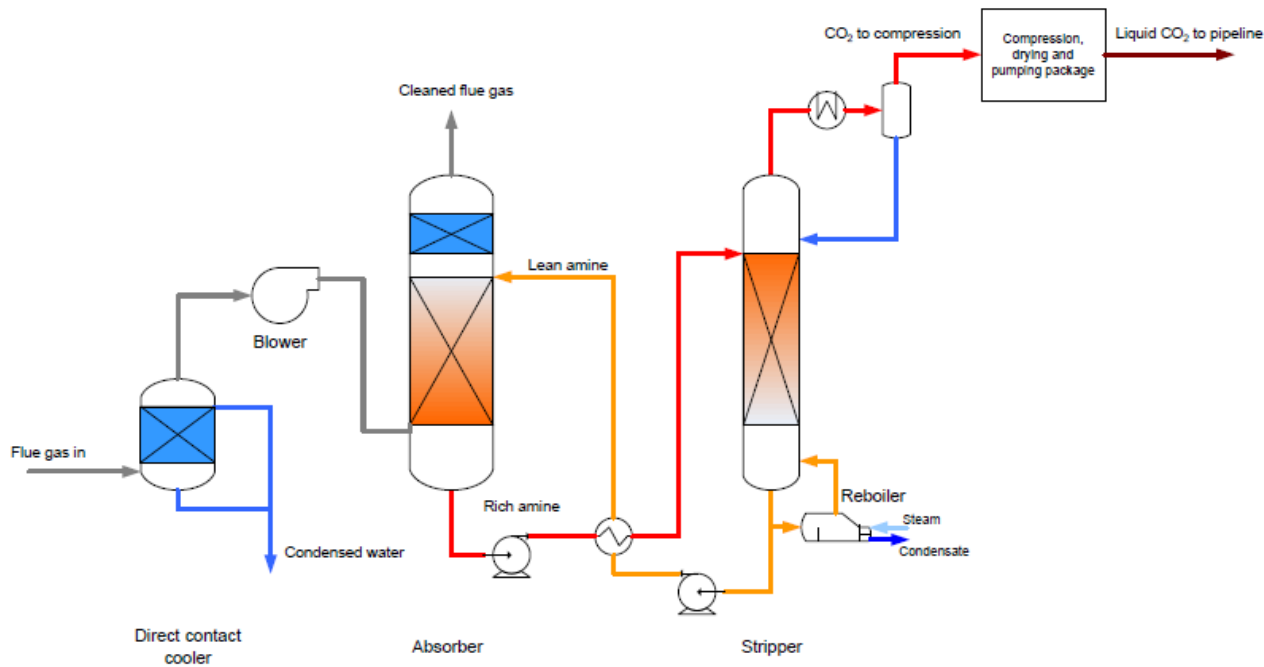 CO₂ to compression
Compression,
drying and
pumping package
Liquid CO₂ to pipeline
Cleaned flue gas
Lean amine
Blower
Flue gas in
Rich amine
Reboiler
Steam
Condensate
Condensed water
Direct contact
cooler
Absorber
Stripper